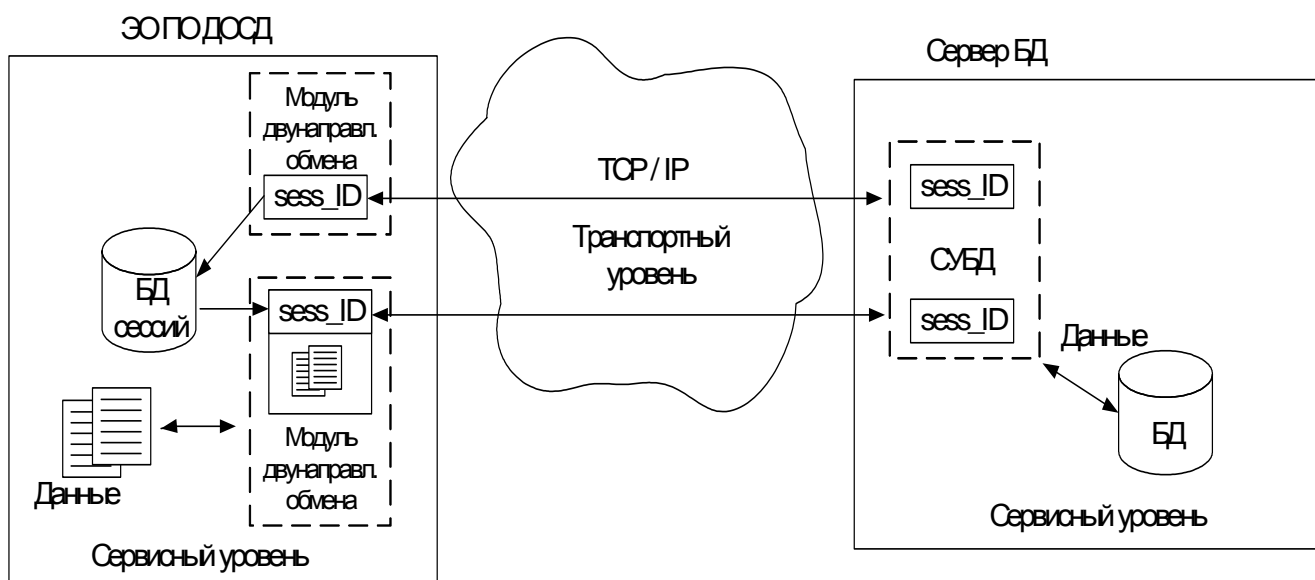 ЭО ПО ДОСД
Модуль
двунаправл.
обмена
sess_ID
БД
сессий
sess_ID
Данные
Модуль
двунаправл.
обмена
Сервисный уровень
TCP / IP
Транспортный
уровень
Сервер БД
sess_ID
СУБД
sess_ID
Данные
БД
Сервисный уровень